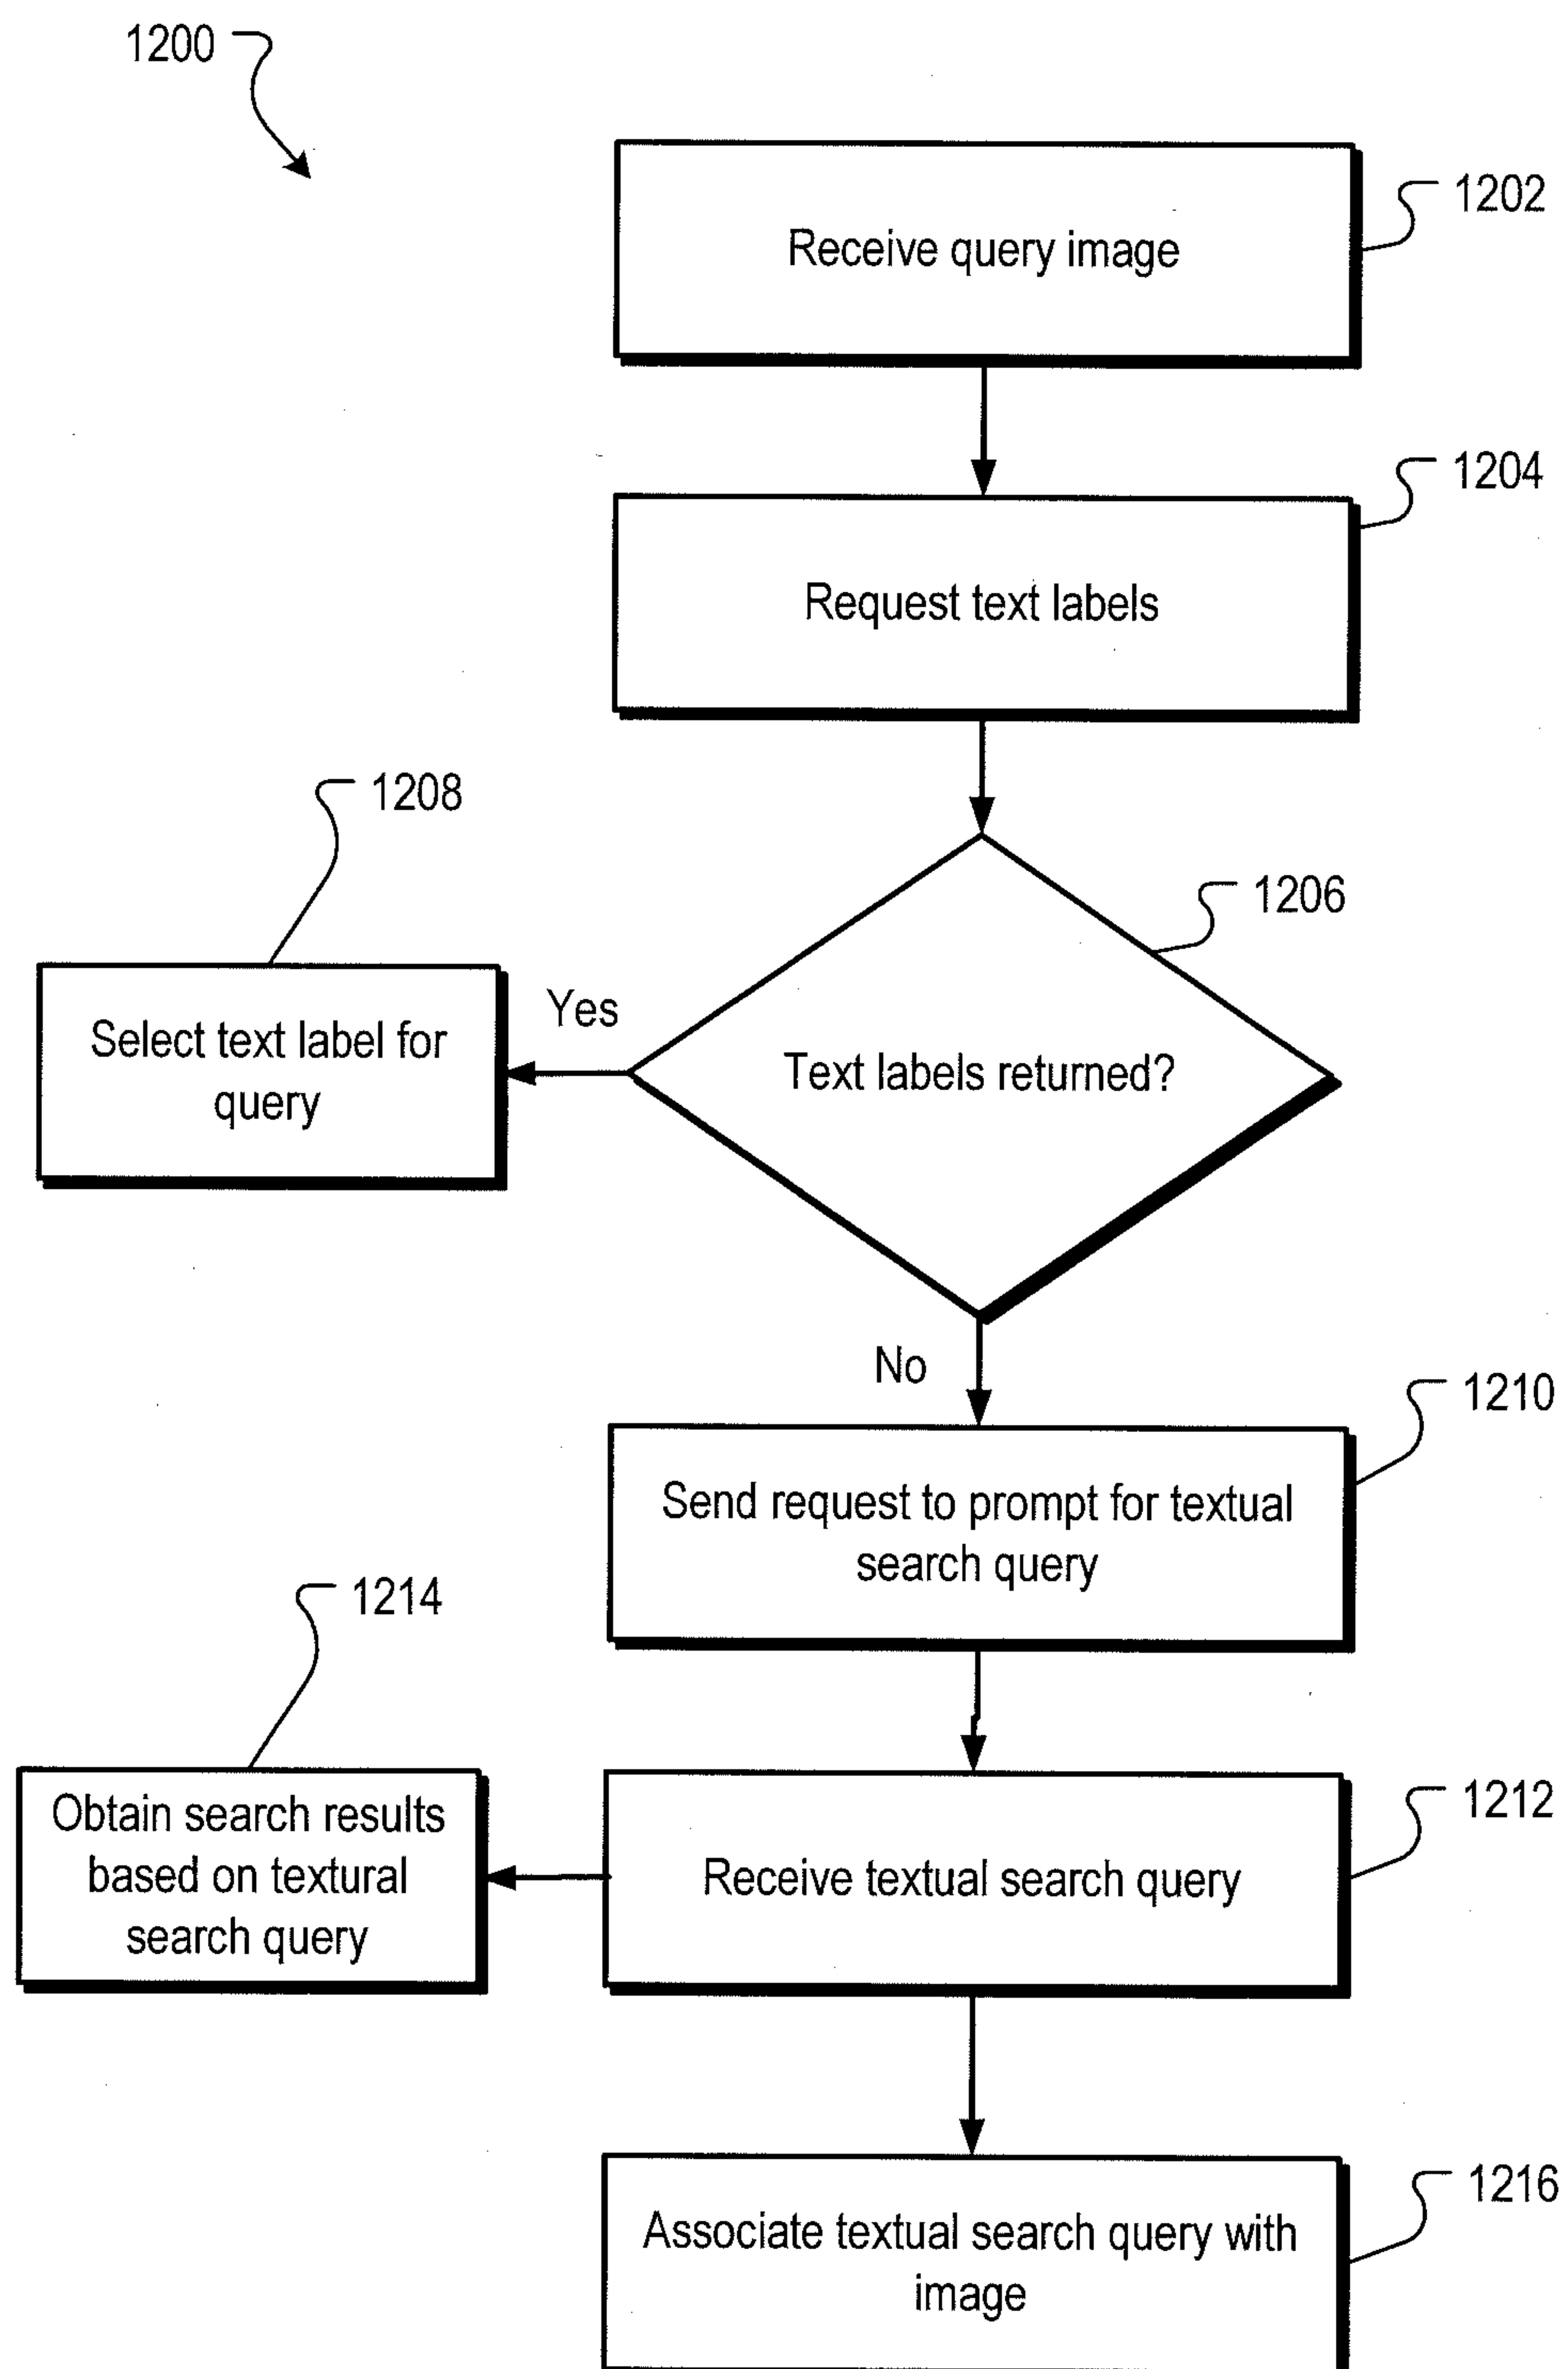 1200
Receive query image
1202
Request text labels
1204
1208
1206
Select text label for
query
Yes
Text labels returned?
No
1210
Send request to prompt for textual
search query
1214
1212
Obtain search results
based on textural
search query
Receive textual search query
1216
Associate textual search query with
image